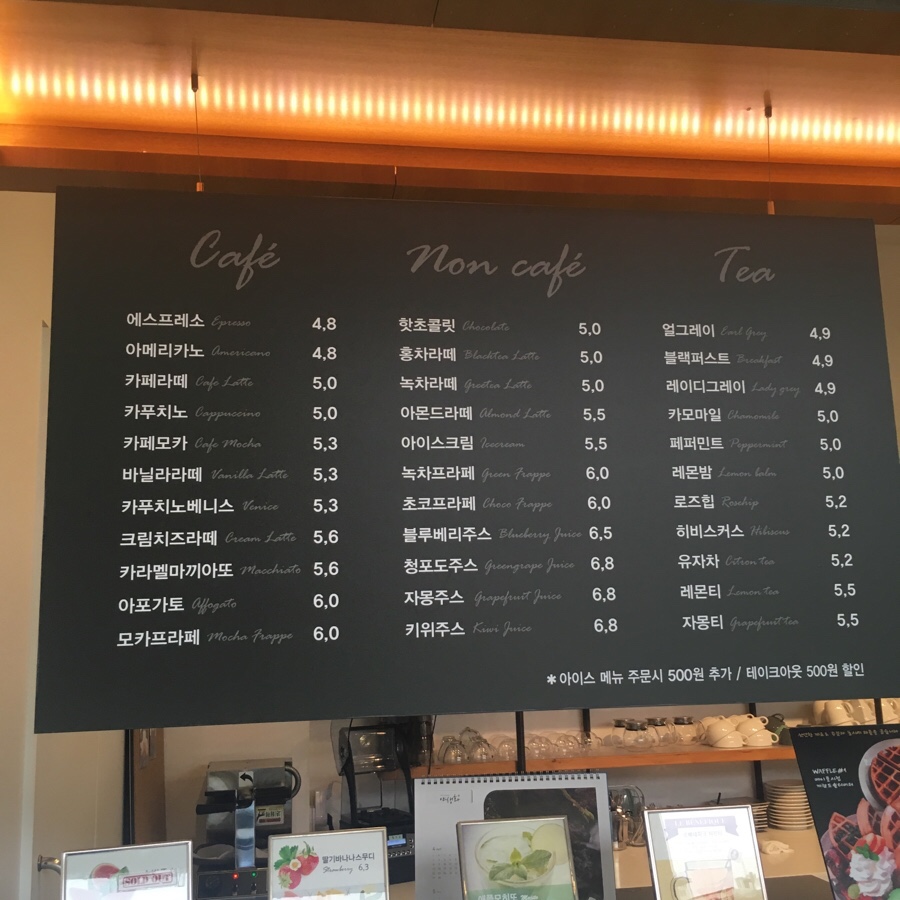 Café
에스프레소 Epresso 4,8
아메리카노 Americano 4,8
카페라떼 Cafe Latte 5,0
카푸치노 Cappuccino 5,0
카페모카 Cafe Mocha 5,3
바닐라라떼 Vanilla Latte 5,3
카푸치노베니스 Venice 5,3
크림치즈라떼 Cream Latte 5,6
카라멜마끼아또 Macchiato 5,6
아포가토 Affogato 6,0
모카프라페 Mocha Frappe 6,0
Non café
핫초콜릿 Chocolate 5,0
홍차라떼 Blacktea Latte 5,0
녹차라떼 Greetea Latte 5,0
아몬드라떼 Almond Latte 5,5
아이스크림 Icecream 5,5
녹차프라페 Green Frappe 6,0
초코프라페 Choco Frappe 6,0
블루베리주스 Blueberry Juice 6,5
청포도주스 Greengrape Juice 6,8
자몽주스 Grapefruit Juice 6,8
키위주스 Kiwi Juice 6,8
Tea
얼그레이 Earl Gray 4,9
블랙퍼스트 Breakfast 4,9
레이디그레이 Lady grey 4,9
카모마일 Chamomile 5,0
페퍼민트 Peppermint 5,0
레몬밤 Lemon balm 5,0
로즈힙 Rosehip 5,2
히비스커스 Hibiscus 5,2
유자차 Citron tea 5,2
레몬티 Lemon tea 5,5
자몽티 Grapefruit tea 5,5
* 아이스 메뉴 주문시 500원 추가 / 테이크아웃 500원 할인
WAFFLE
딸기바나나스무디
Strawberry 6,3
SOLD OUT